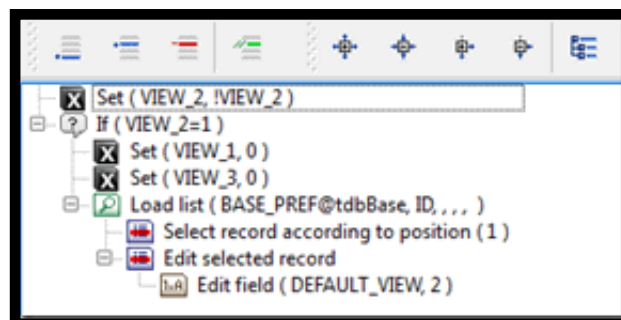 Set ( VIEW_2, !VIEW_2 )
If ( VIEW_2=1 )
Set ( VIEW_1, 0 )
Set ( VIEW_3, 0 )
Load list ( BASE_PREF@tdbBase, ID, , , , )
Select record according to position ( 1 )
Edit selected record
Edit field ( DEFAULT_VIEW, 2 )